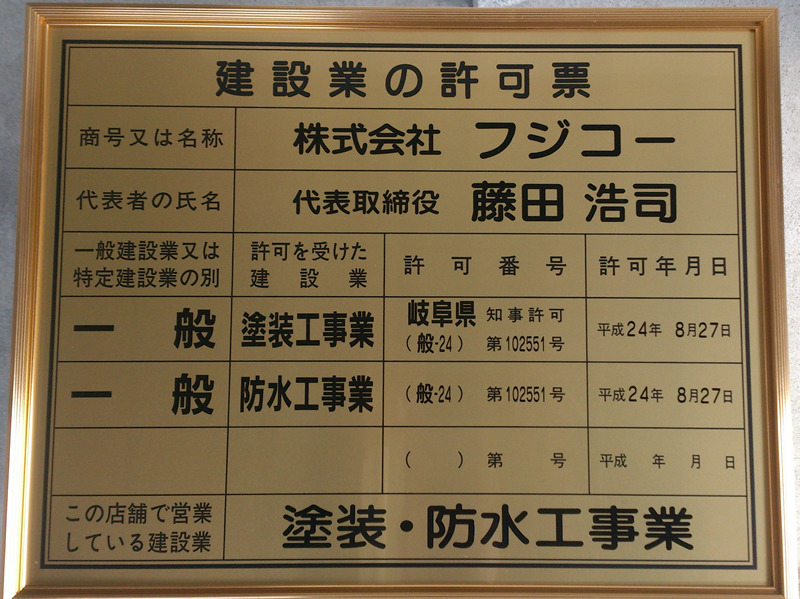 建設業の許可票
商号又は名称 株式会社 フジコー
代表者の氏名 代表取締役 藤田 浩司
一般建設業又は特定建設業の別 許可を受けた建設業 許可番号 許可年月日
一般 塗装工事業 岐阜県 知事許可 (般-24) 第102551号 平成24年 8月27日
一般 防水工事業 (般-24) 第102551号 平成24年 8月27日
( ) 第 号 平成 年 月 日
この店舗で営業している建設業 塗装・防水工事業